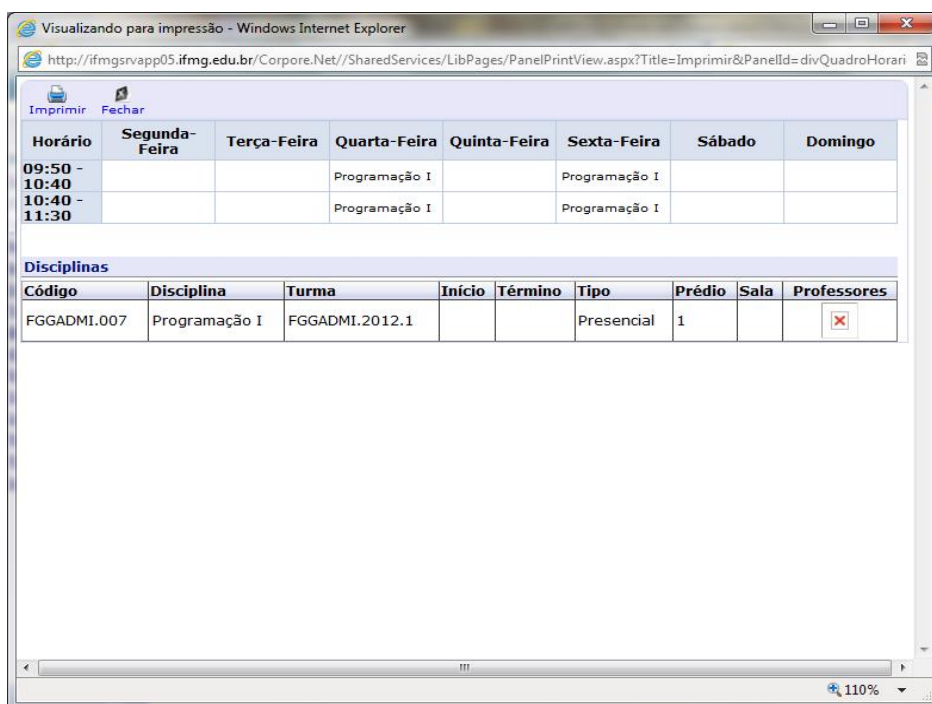 Visualizando para impressão - Windows Internet Explorer
http://ifmgsrvapp05.ifmg.edu.br/Corpore.Net//SharedServices/LibPages/PanelPrintView.aspx?Title=Imprimir&PanelId=divQuadroHorari
Imprimir Fechar
Horário Segunda-Feira Terça-Feira Quarta-Feira Quinta-Feira Sexta-Feira Sábado Domingo
09:50 - 10:40 Programação I Programação I
10:40 - 11:30 Programação I Programação I
Disciplinas
Código Disciplina Turma Início Término Tipo Prédio Sala Professores
FGGADMI.007 Programação I FGGADMI.2012.1 Presencial 1
110%